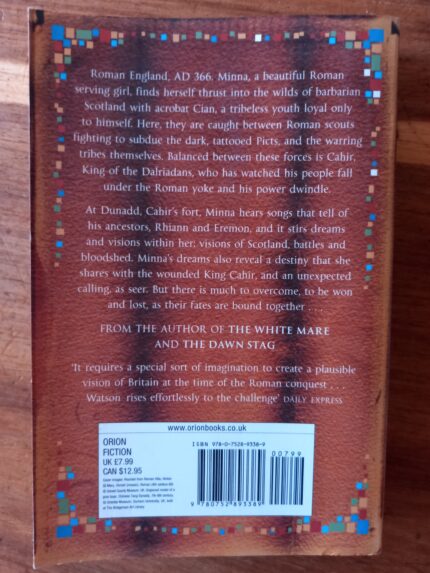 Roman England, AD 366. Minna, a beautiful Roman
serving girl, finds herself thrust into the wilds of barbarian
Scotland with acrobat Cian, a tribeless youth loyal only
to himself. Here, they are caught between Roman scouts
fighting to subdue the dark, tattooed Picts, and the warring
tribes themselves. Balanced between these forces is Cahir,
King of the Dalriadans, who has watched his people fall
under the Roman yoke and his power dwindle.
At Dunadd, Cahir's fort, Minna hears songs that tell of
his ancestors, Rhiann and Eremon, and it stirs dreams
and visions within her: visions of Scotland, battles and
bloodshed. Minna's dreams also reveal a destiny that she
shares with the wounded King Cahir, and an unexpected
calling, as seer. But there is much to overcome, to be won
and lost, as their fates are bound together . . .
FROM THE AUTHOR OF THE WHITE MARE
AND THE DAWN STAG
'It requires a special sort of imagination to create a plausible
vision of Britain at the time of the Roman conquest . . .
Watson rises effortlessly to the challenge' DAILY EXPRESS
www.orionbooks.co.uk
ORION
FICTION
UK £7.99
CAN $12.95
ISBN 978-0-7528-9338-9
00799
9 780752 893389